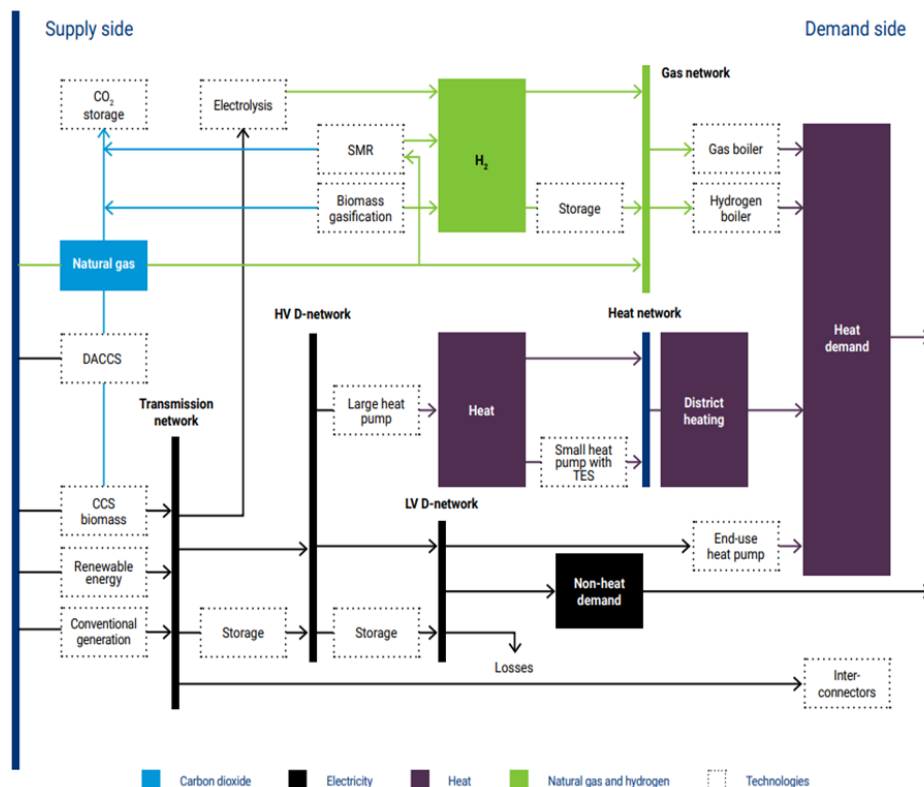 Supply side
Demand side
Gas network
CO₂
storage
Electrolysis
SMR
H₂
Gas boiler
Biomass
gasification
Storage
Hydrogen
boiler
Natural gas
HV D-network
Heat network
Heat
demand
DACCS
Transmission
network
Large heat
pump
Heat
District
heating
Small heat
pump with
TES
CCS
biomass
LV D-network
End-use
heat pump
Renewable
energy
Non-heat
demand
Conventional
generation
Storage
Storage
Losses
Inter-
connectors
Carbon dioxide
Electricity
Heat
Natural gas and hydrogen
Technologies